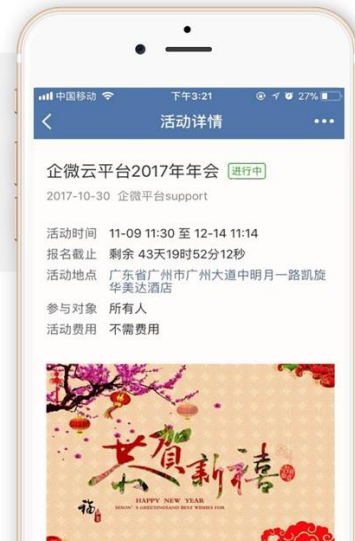 中国移动 下午3:21 27%
活动详情
企微云平台2017年年会 进行中
2017-10-30 企微平台support
活动时间 11-09 11:30 至 12-14 11:14
报名截止 剩余 43天19时52分12秒
活动地点 广东省广州市广州大道中明月一路凯旋
华美达酒店
参与对象 所有人
活动费用 不需费用
恭贺新禧
福
HAPPY NEW YEAR
SEASON'S GREETINGSAND BEST WISHES FOR